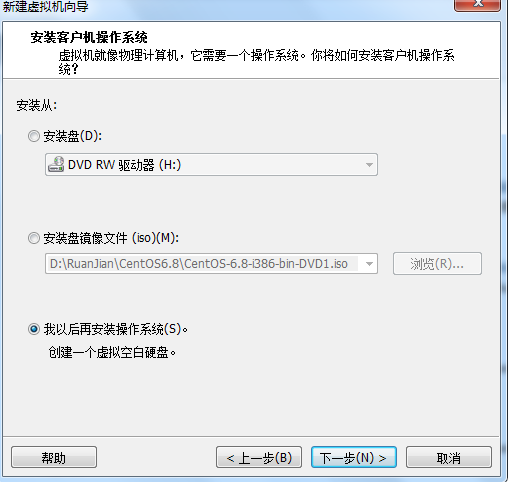 新建虚拟机向导
安装客户机操作系统
虚拟机就像物理计算机，它需要一个操作系统。你将如何安装客户机操作系
统?
安装从:
安装盘(D):
DVD RW 驱动器 (H:)
安装盘镜像文件 (iso)(M):
D:\RuanJian\CentOS6.8\CentOS-6.8-i386-bin-DVD1.iso
浏览(R)...
我以后再安装操作系统(S)。
创建一个虚拟空白硬盘。
帮助
< 上一步(B)
下一步(N) >
取消